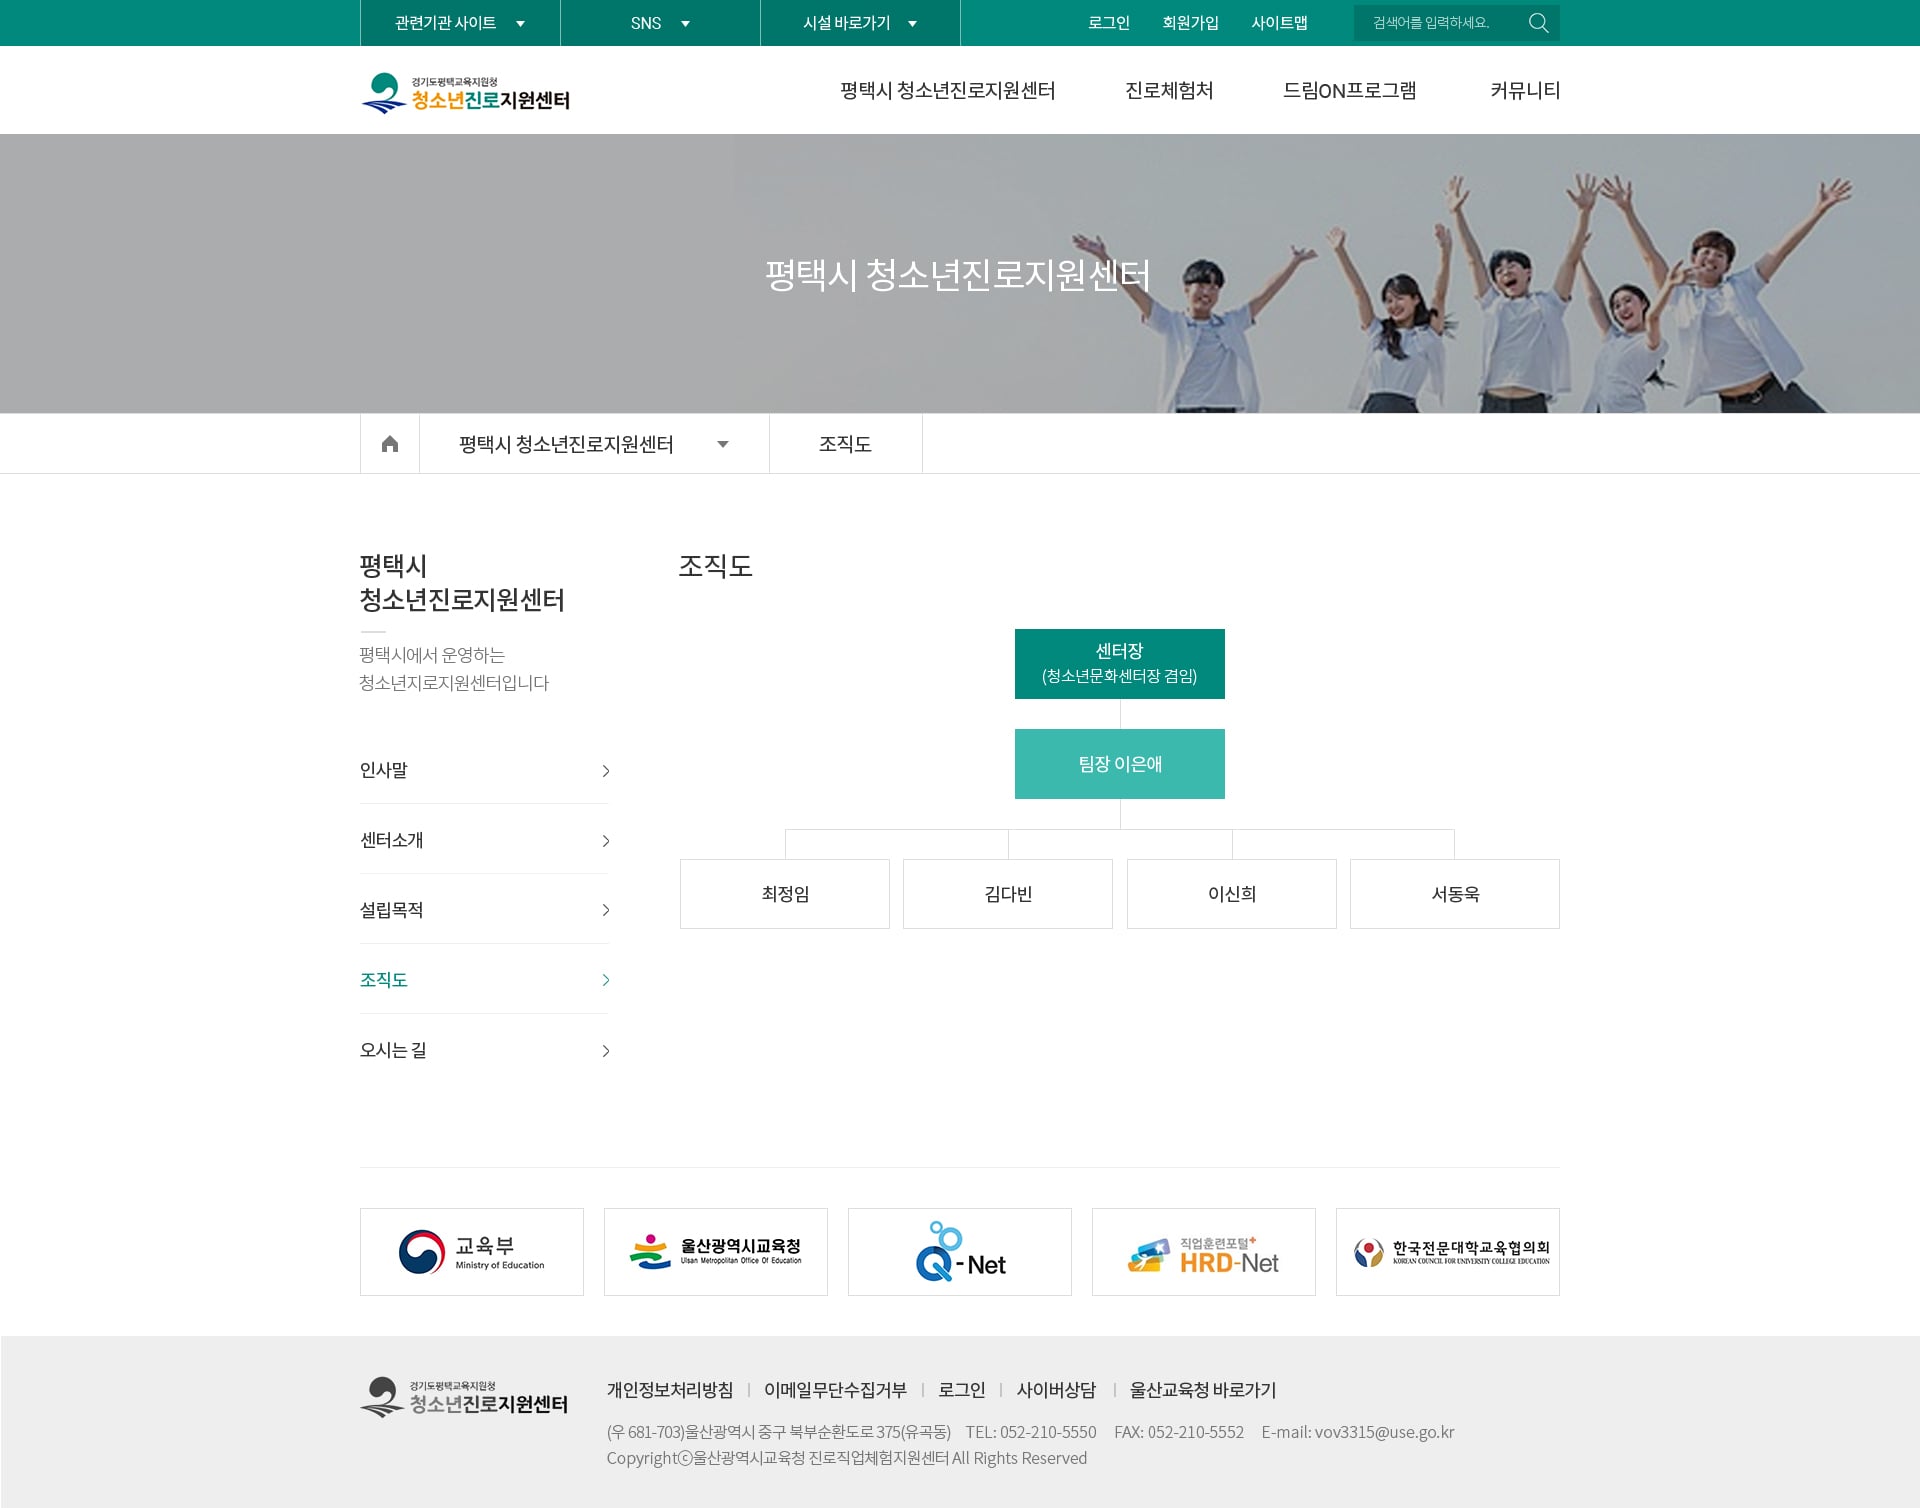 관련기관 사이트
SNS
시설 바로가기
로그인
회원가입
사이트맵
검색어를 입력하세요.
경기도평택교육지원청
청소년진로지원센터
평택시 청소년진로지원센터
진로체험처
드림ON프로그램
커뮤니티
평택시 청소년진로지원센터
평택시 청소년진로지원센터
조직도
평택시
청소년진로지원센터
평택시에서 운영하는
청소년지로지원센터입니다
인사말
센터소개
설립목적
조직도
오시는 길
조직도
센터장
(청소년문화센터장 겸임)
팀장 이은애
최정임
김다빈
이신희
서동욱
교육부
Ministry of Education
울산광역시교육청
Ulsan Metropolitan Office Of Education
Q-Net
직업훈련포털+
HRD-Net
한국전문대학교육협의회
KOREAN COUNCIL FOR UNIVERSITY COLLEGE EDUCATION
경기도평택교육지원청
청소년진로지원센터
개인정보처리방침
이메일무단수집거부
로그인
사이버상담
울산교육청 바로가기
(우 681-703)울산광역시 중구 북부순환도로 375(유곡동) TEL: 052-210-5550 FAX: 052-210-5552 E-mail: vov3315@use.go.kr
Copyrightⓒ울산광역시교육청 진로직업체험지원센터 All Rights Reserved